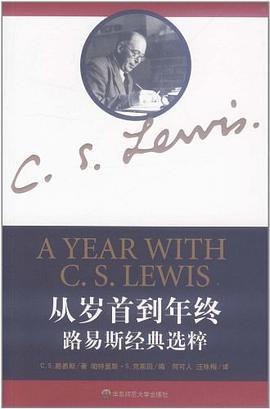 C. S. Lewis.
A YEAR WITH
C. S. LEWIS
从岁首到年终
路易斯经典选粹
C.S.路易斯/著 帕特里斯·S.克莱因/编 何可人 汪咏梅/译
华东师范大学出版社